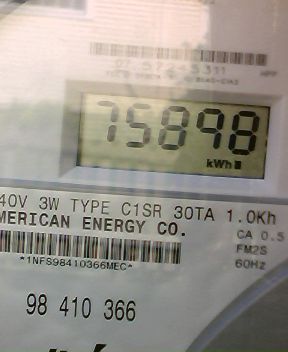 75898
kWh
40V 3W TYPE C1SR 30TA 1.0Kh
MERICAN ENERGY CO.
CA 0.5
FM2S
60Hz
*1NFS98410366MEC*
98 410 366